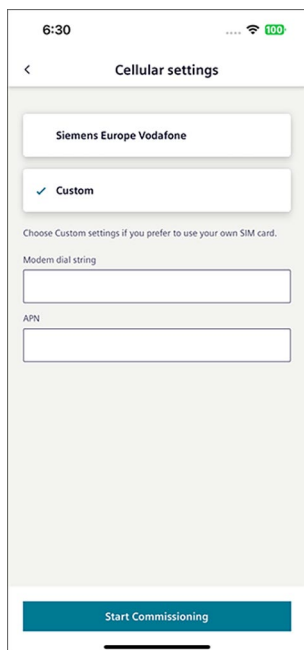 6:30
.... 100
Cellular settings
Siemens Europe Vodafone
Custom
Choose Custom settings if you prefer to use your own SIM card.
Modem dial string
APN
Start Commissioning